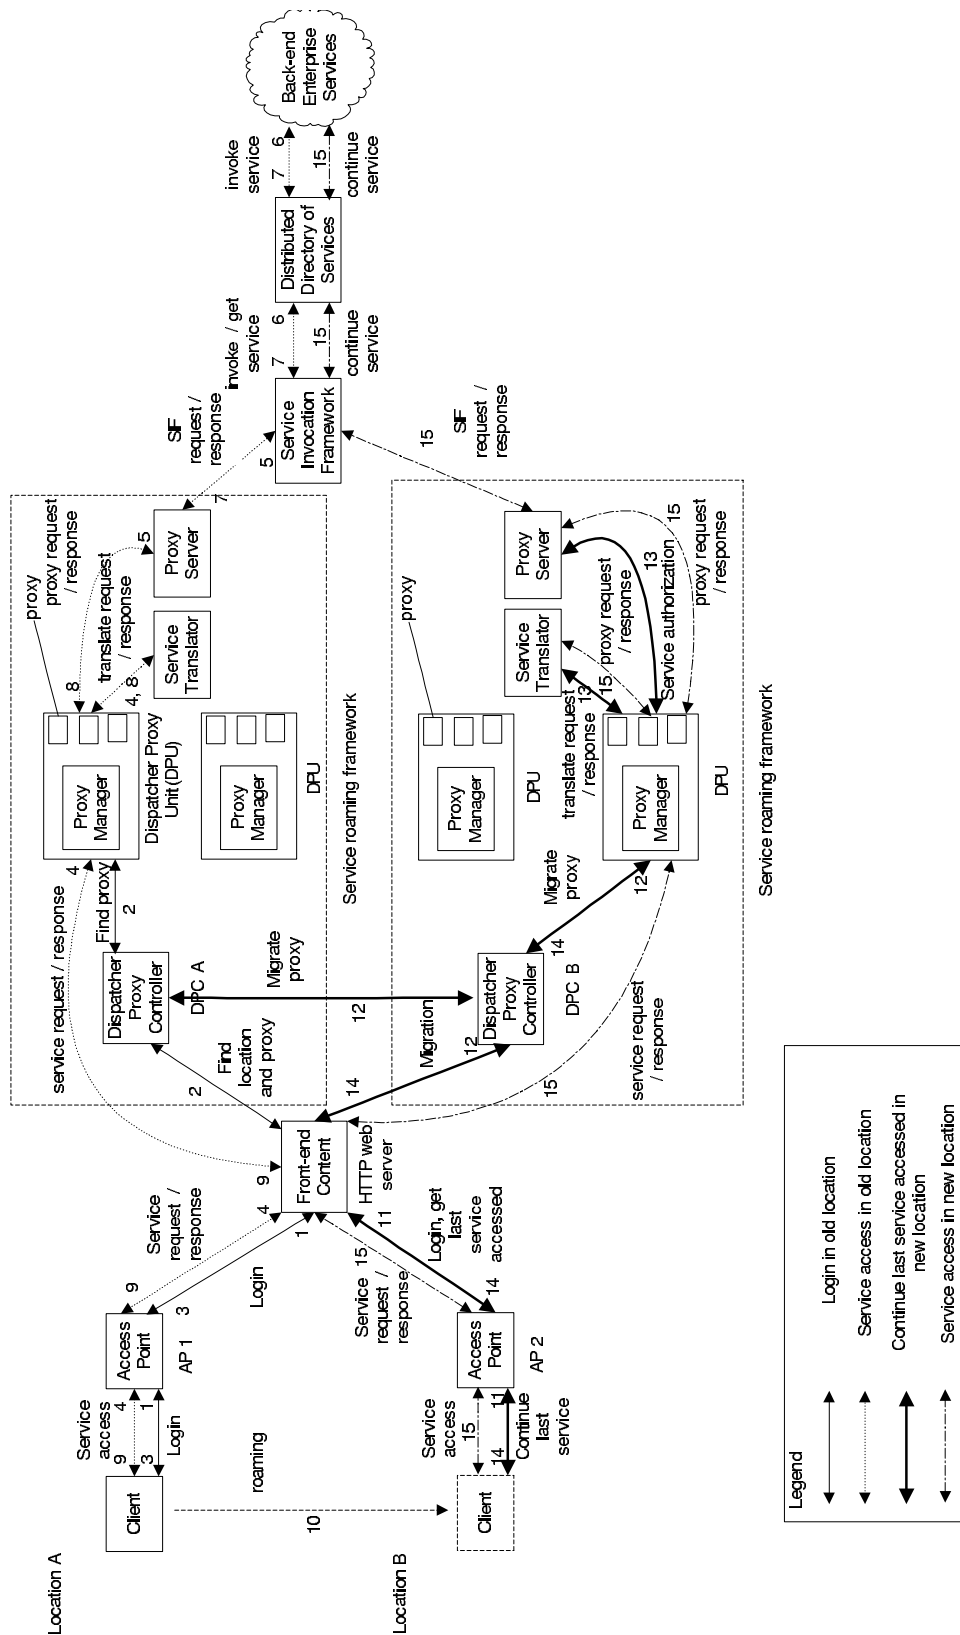 Location A
Client
Service
access
9
4
3
1
Login
Access
Point
AP 1
9
Service
request /
response
4
3
Login
1
roaming
10
Location B
Client
Service
access
15
14
11
Continue
last
service
Access
Point
AP 2
15
Service
request /
response
14
Login, get
last
service
accessed
11
9
Front-end
Content
HTTP web
server
service request / response
4
2
Find
location
and proxy
Dispatcher
Proxy
Controller
DPC A
Find proxy
2
Migrate
proxy
12
14
Migration
12
15
service request
/ response
Dispatcher
Proxy
Controller
DPC B
14
Migrate
proxy
12
Proxy
Manager
Dispatcher Proxy
Unit (DPU)
Proxy
Manager
DPU
Service roaming framework
proxy
proxy request
/ response
8
translate request
/ response
4, 8
5
Service
Translator
Proxy
Server
Proxy
Manager
DPU
proxy
Proxy
Manager
DPU
Service roaming framework
translate request
/ response
13
15
proxy request
/ response
Service authorization
13
15
proxy request
/ response
Service
Translator
Proxy
Server
7
SIF
request /
response
5
15
SIF
request /
response
Service
Invocation
Framework
invoke / get
service
7
6
15
continue
service
Distributed
Directory of
Services
invoke
service
7
6
15
continue
service
Back-end
Enterprise
Services
Legend
Login in old location
Service access in old location
Continue last service accessed in
new location
Service access in new location